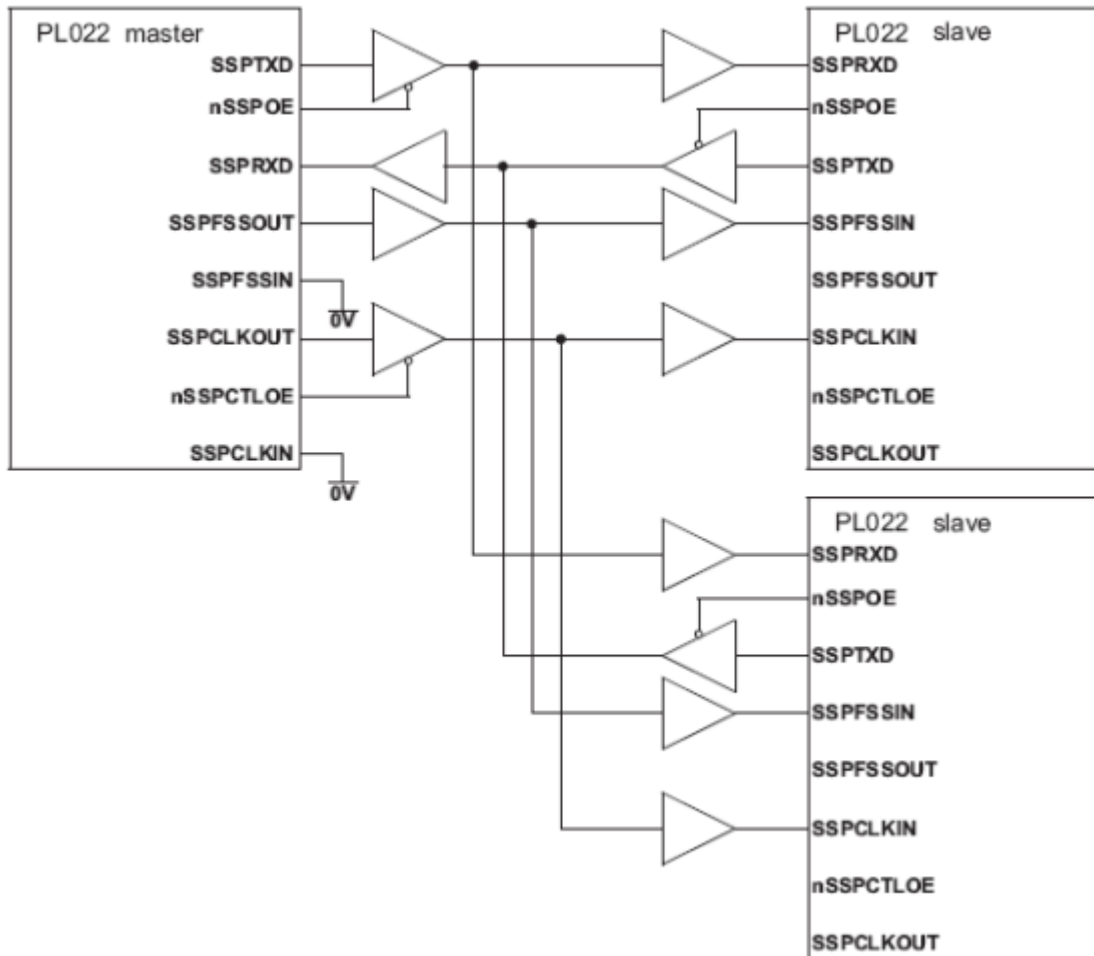 PL022 master
SSPTXD
nSSPOE
SSPRXD
SSPFSSOUT
SSPFSSIN
0V
SSPCLKOUT
nSSPCTLOE
SSPCLKIN
0V
PL022 slave
SSPRXD
nSSPOE
SSPTXD
SSPFSSIN
SSPFSSOUT
SSPCLKIN
nSSPCTLOE
SSPCLKOUT
PL022 slave
SSPRXD
nSSPOE
SSPTXD
SSPFSSIN
SSPFSSOUT
SSPCLKIN
nSSPCTLOE
SSPCLKOUT